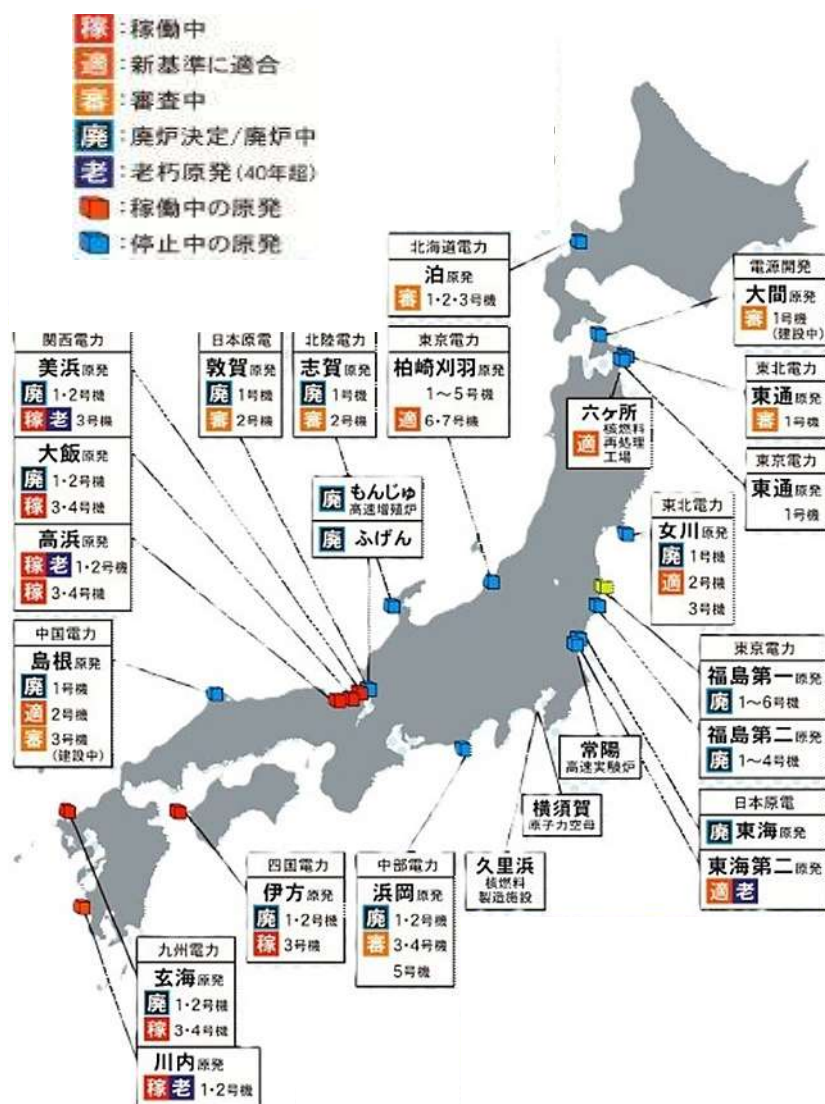 稼:稼働中
適:新基準に適合
審:審査中
廃:廃炉決定/廃炉中
老:老朽原発(40年超)
:稼働中の原発
:停止中の原発
北海道電力
泊原発
審 1・2・3号機
電源開発
大間原発
審 1号機
(建設中)
関西電力
美浜原発
廃 1・2号機
稼老 3号機
大飯原発
廃 1・2号機
稼 3・4号機
高浜原発
稼老 1・2号機
稼 3・4号機
日本原電
敦賀原発
廃 1号機
審 2号機
北陸電力
志賀原発
廃 1号機
審 2号機
東京電力
柏崎刈羽原発
1〜5号機
適 6・7号機
六ヶ所
適 核燃料
再処理
工場
東北電力
東通原発
審 1号機
東京電力
東通原発
1号機
廃 もんじゅ
高速増殖炉
廃 ふげん
東北電力
女川原発
廃 1号機
適 2号機
3号機
中国電力
島根原発
廃 1号機
適 2号機
審 3号機
(建設中)
東京電力
福島第一原発
廃 1〜6号機
福島第二原発
廃 1〜4号機
常陽
高速実験炉
横須賀
原子力空母
久里浜
核燃料
製造施設
日本原電
廃 東海原発
東海第二原発
適老
四国電力
伊方原発
廃 1・2号機
稼 3号機
中部電力
浜岡原発
廃 1・2号機
審 3・4号機
5号機
九州電力
玄海原発
廃 1・2号機
稼 3・4号機
川内原発
稼老 1・2号機